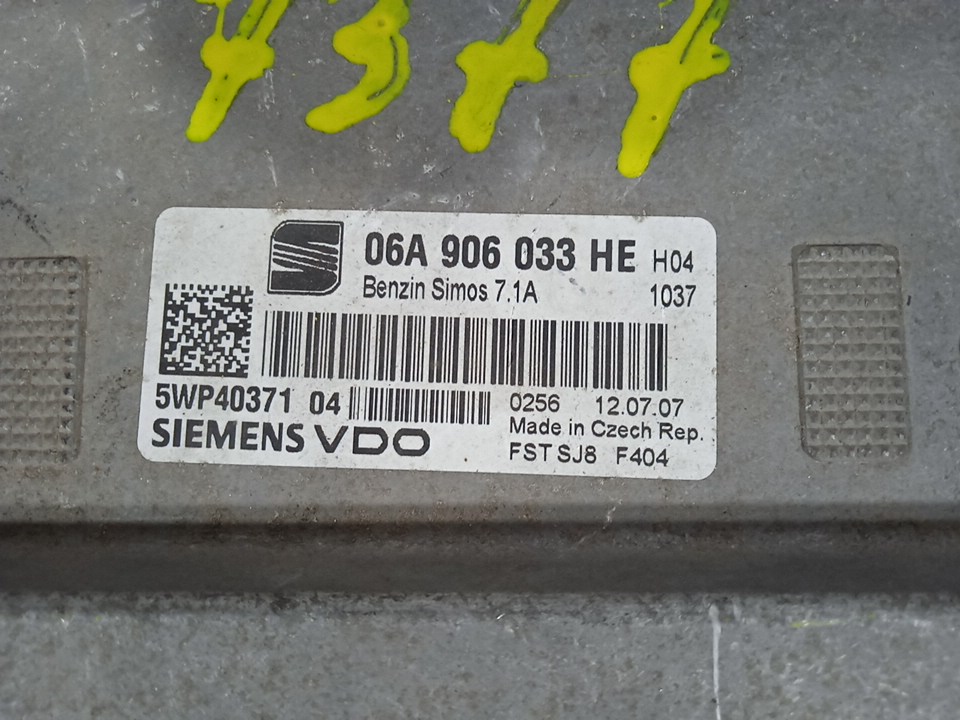 06A 906 033 HE H04
Benzin Simos 7.1A 1037
5WP40371 04 0256 12.07.07
Made in Czech Rep.
SIEMENS VDO FST SJ8 F404